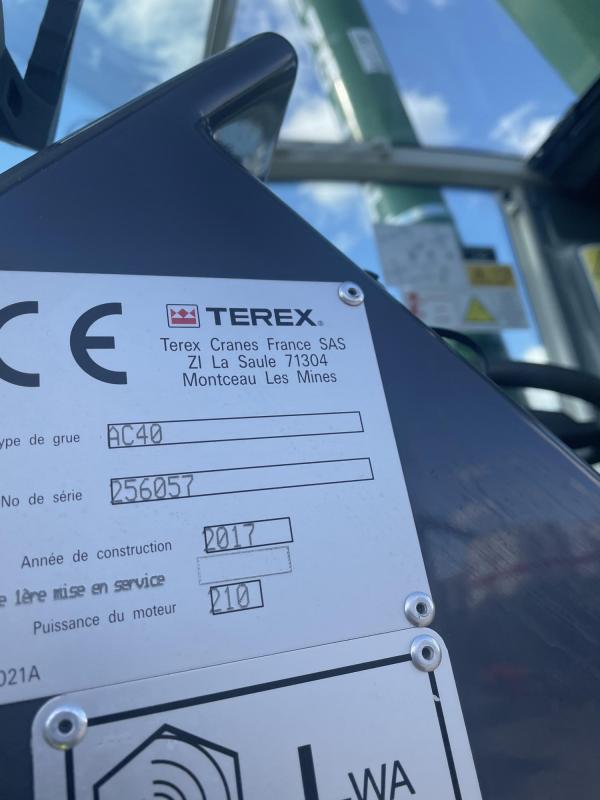 CE
TEREX®
Terex Cranes France SAS
ZI La Saule 71304
Montceau Les Mines
ype de grue AC40
No de série 256057
Année de construction 2017
e 1ère mise en service
Puissance du moteur 210
021A
LWA